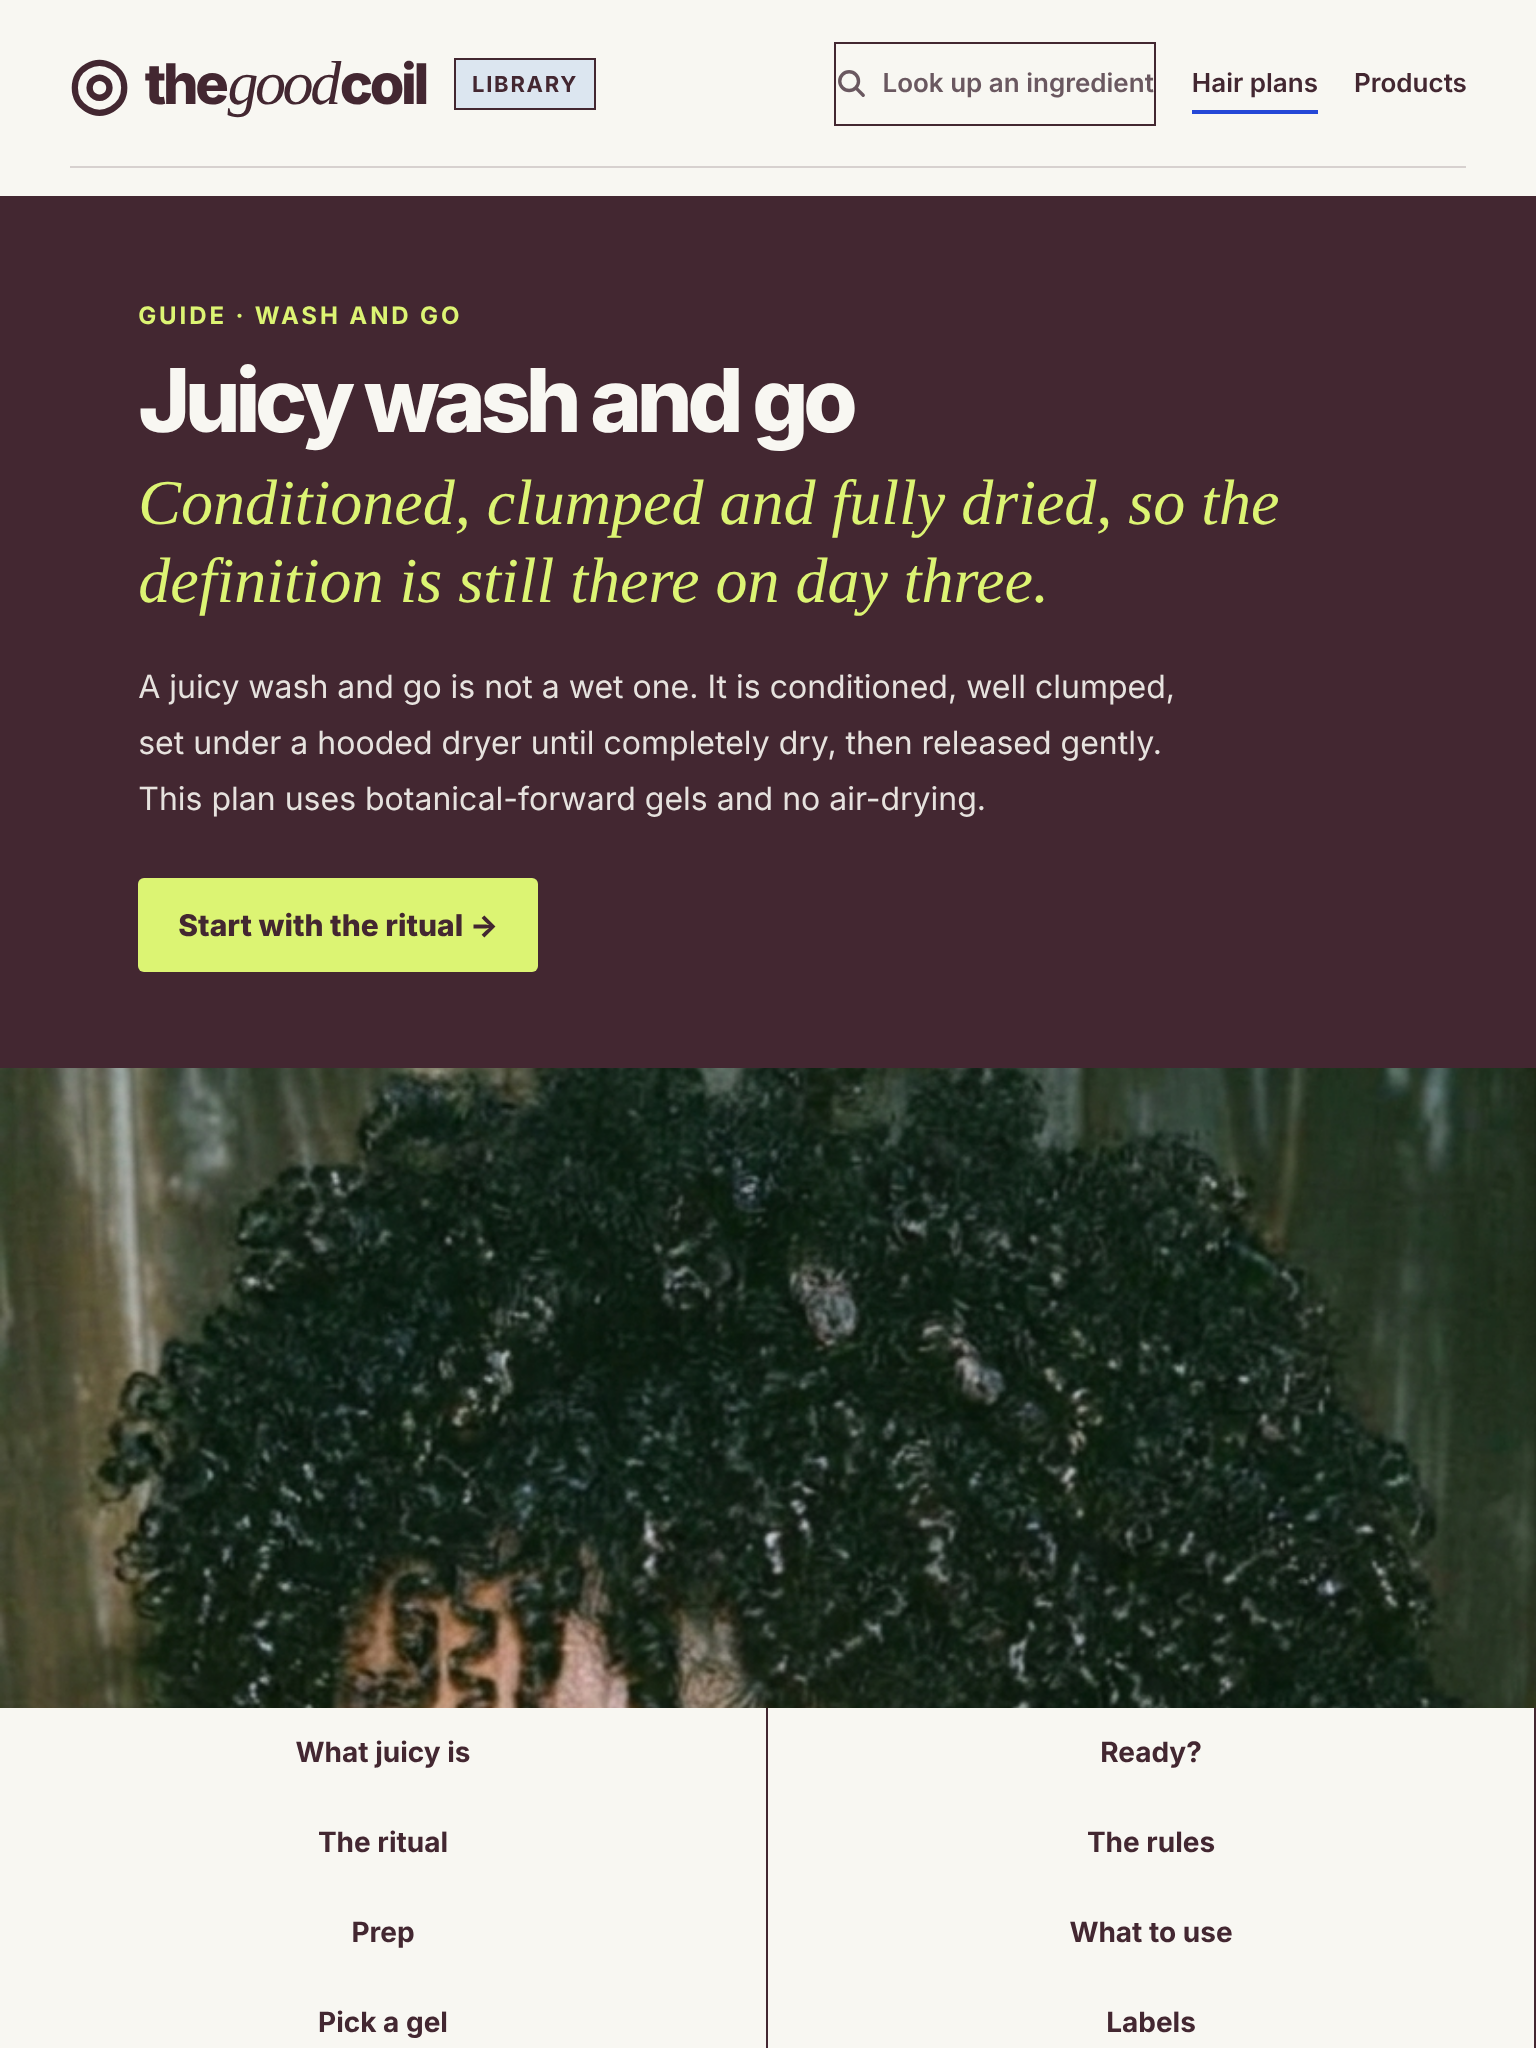 thegoodcoil LIBRARY Look up an ingredient Hair plans Products
GUIDE · WASH AND GO
Juicy wash and go
Conditioned, clumped and fully dried, so the
definition is still there on day three.
A juicy wash and go is not a wet one. It is conditioned, well clumped,
set under a hooded dryer until completely dry, then released gently.
This plan uses botanical-forward gels and no air-drying.
Start with the ritual →
What juicy is
Ready?
The ritual
The rules
Prep
What to use
Pick a gel
Labels